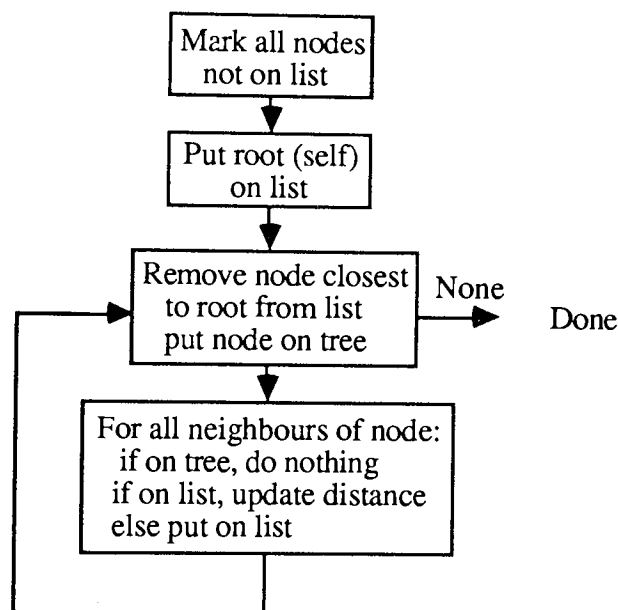 Mark all nodes
not on list
Put root (self)
on list
Remove node closest
to root from list
put node on tree
None
Done
For all neighbours of node:
if on tree, do nothing
if on list, update distance
else put on list